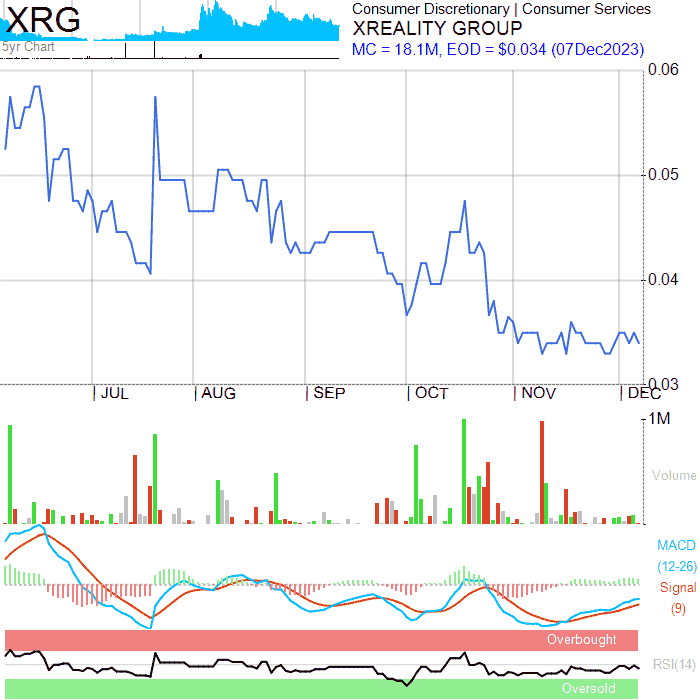 XRG
5yr Chart
Consumer Discretionary | Consumer Services
XREALITY GROUP
MC = 18.1M, EOD = $0.034 (07Dec2023)
0.06
0.05
0.04
0.03
JUL AUG SEP OCT NOV DEC
1M
Volume
MACD
(12-26)
Signal
(9)
Overbought
RSI(14)
Oversold